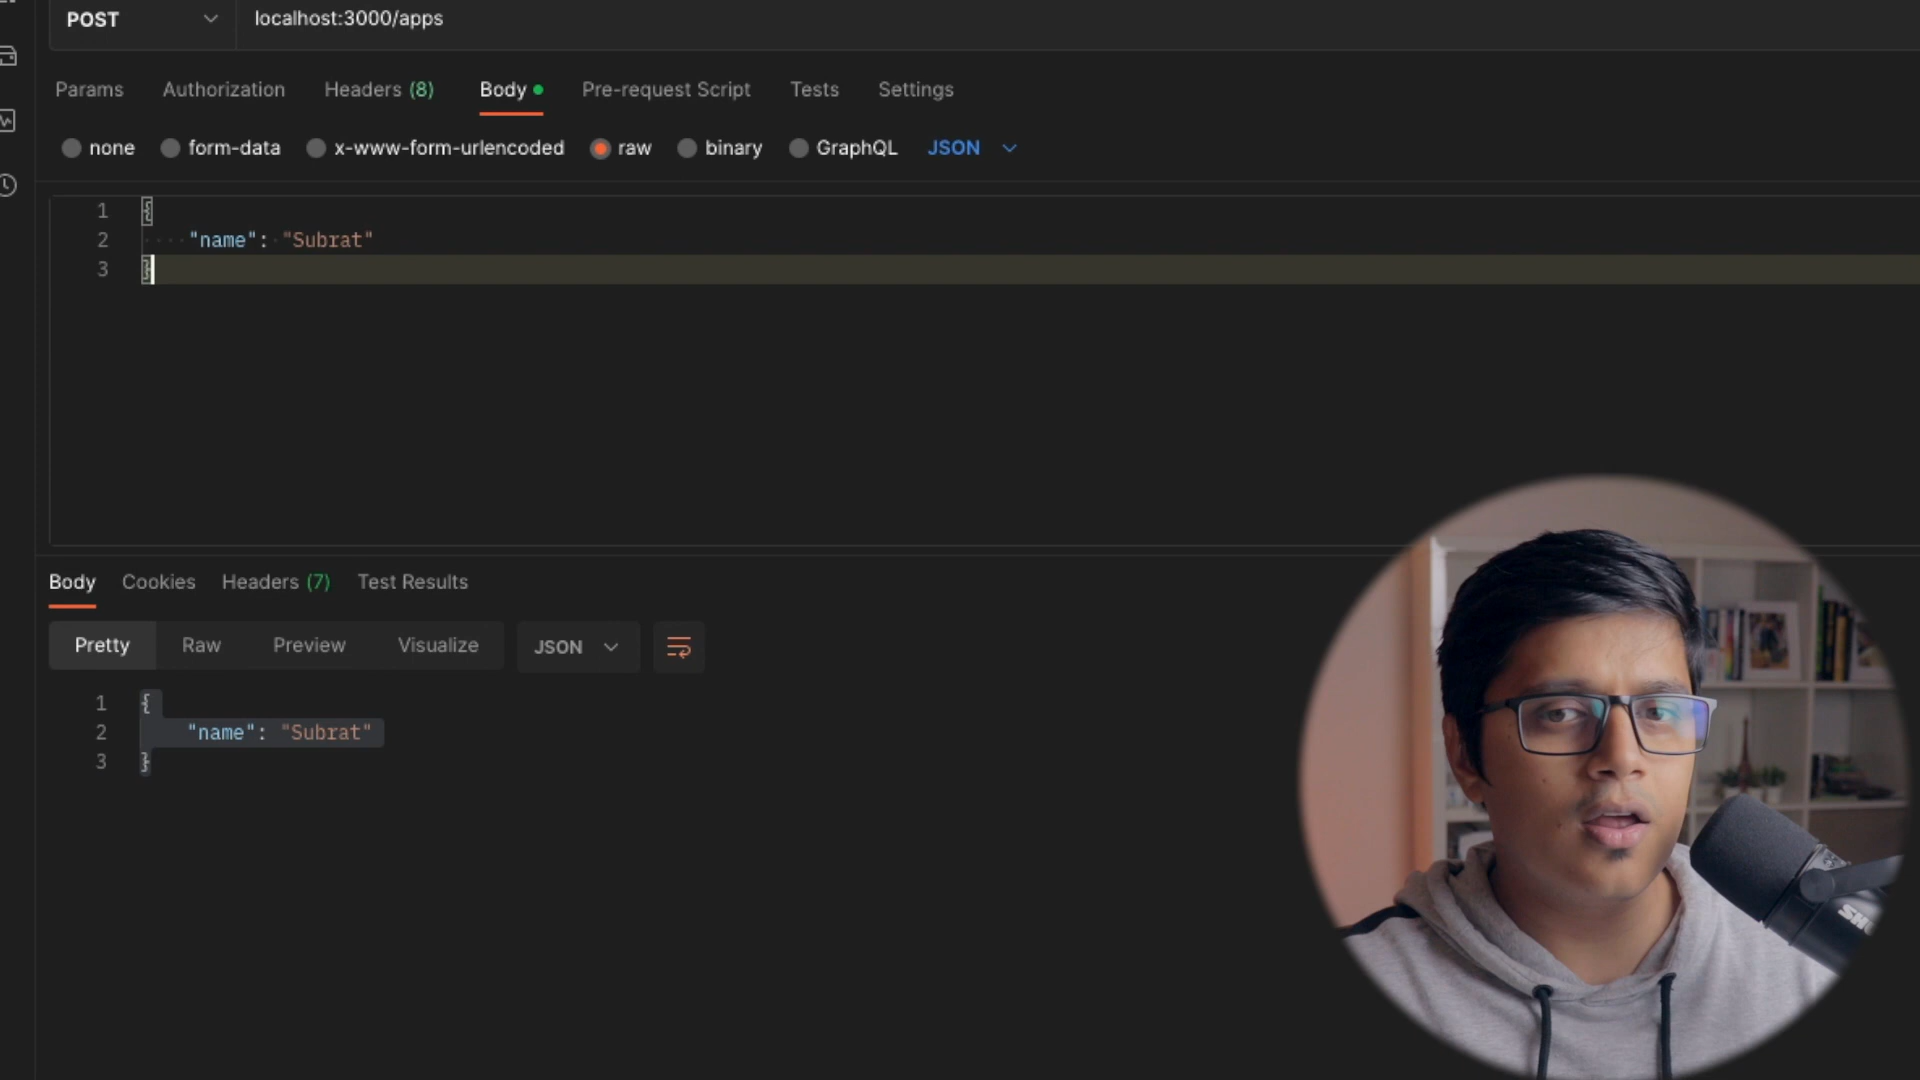 POST localhost:3000/apps
Params Authorization Headers (8) Body Pre-request Script Tests Settings
none form-data x-www-form-urlencoded raw binary GraphQL JSON
1 {
2 "name": "Subrat"
3 }
Body Cookies Headers (7) Test Results
Pretty Raw Preview Visualize JSON
1 {
2 "name": "Subrat"
3 }